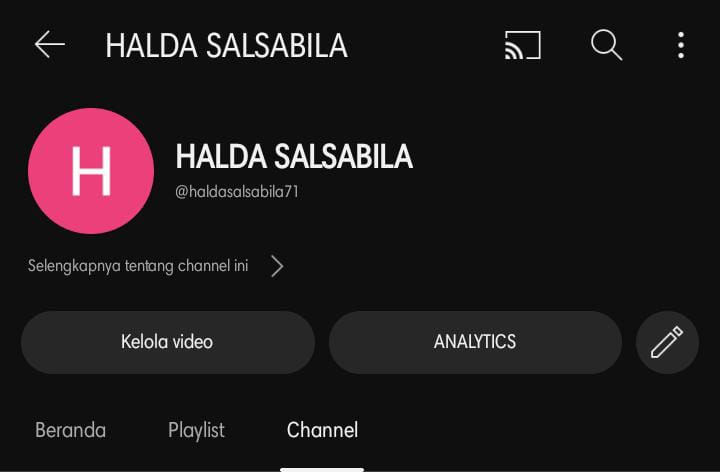 HALDA SALSABILA
H
HALDA SALSABILA
@haldasalsabila71
Selengkapnya tentang channel ini
Kelola video
ANALYTICS
Beranda
Playlist
Channel